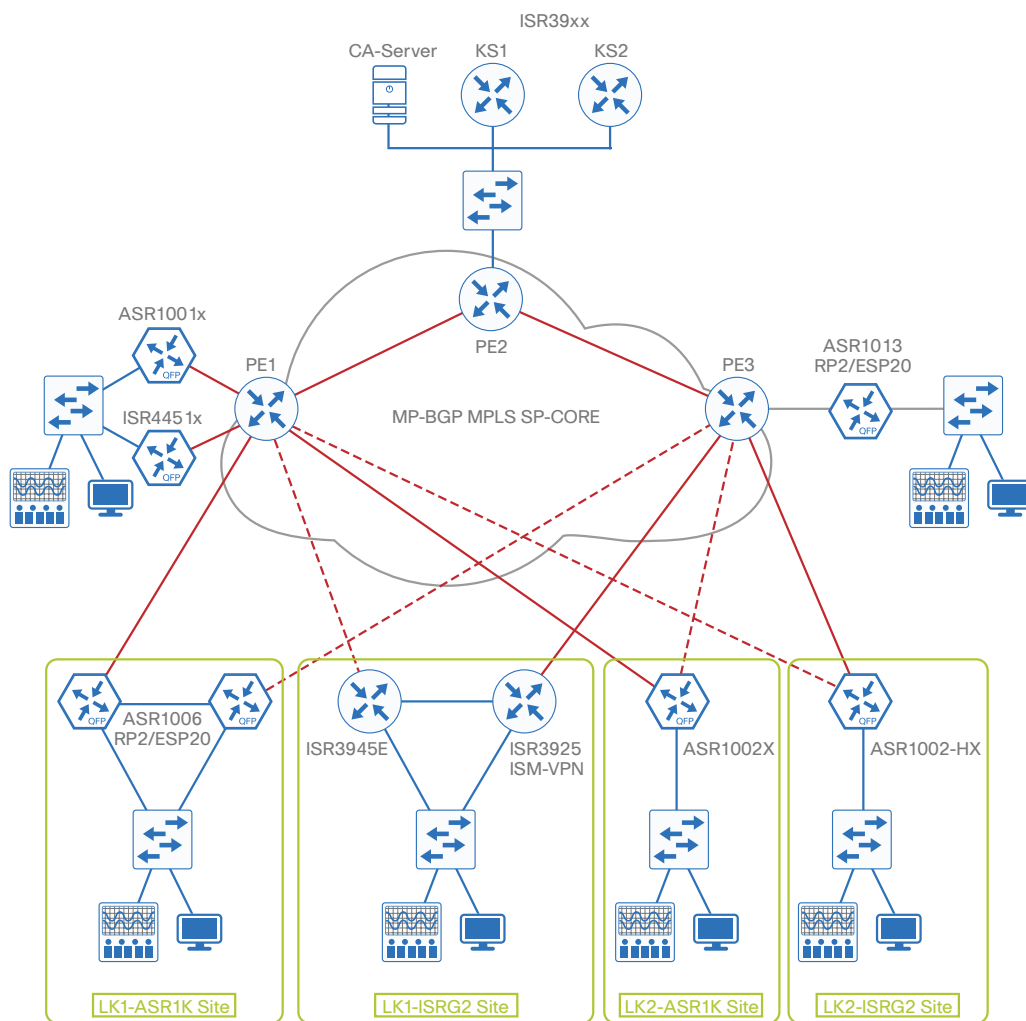 ISR39xx
CA-Server
KS1
KS2
ASR1001x
PE2
PE1
PE3
ASR1013
RP2/ESP20
QFP
ISR4451x
MP-BGP MPLS SP-CORE
QFP
QFP
QFP
QFP
QFP
QFP
ASR1006
RP2/ESP20
ISR3945E
ISR3925
ISM-VPN
ASR1002X
ASR1002-HX
LK1-ASR1K Site
LK1-ISRG2 Site
LK2-ASR1K Site
LK2-ISRG2 Site